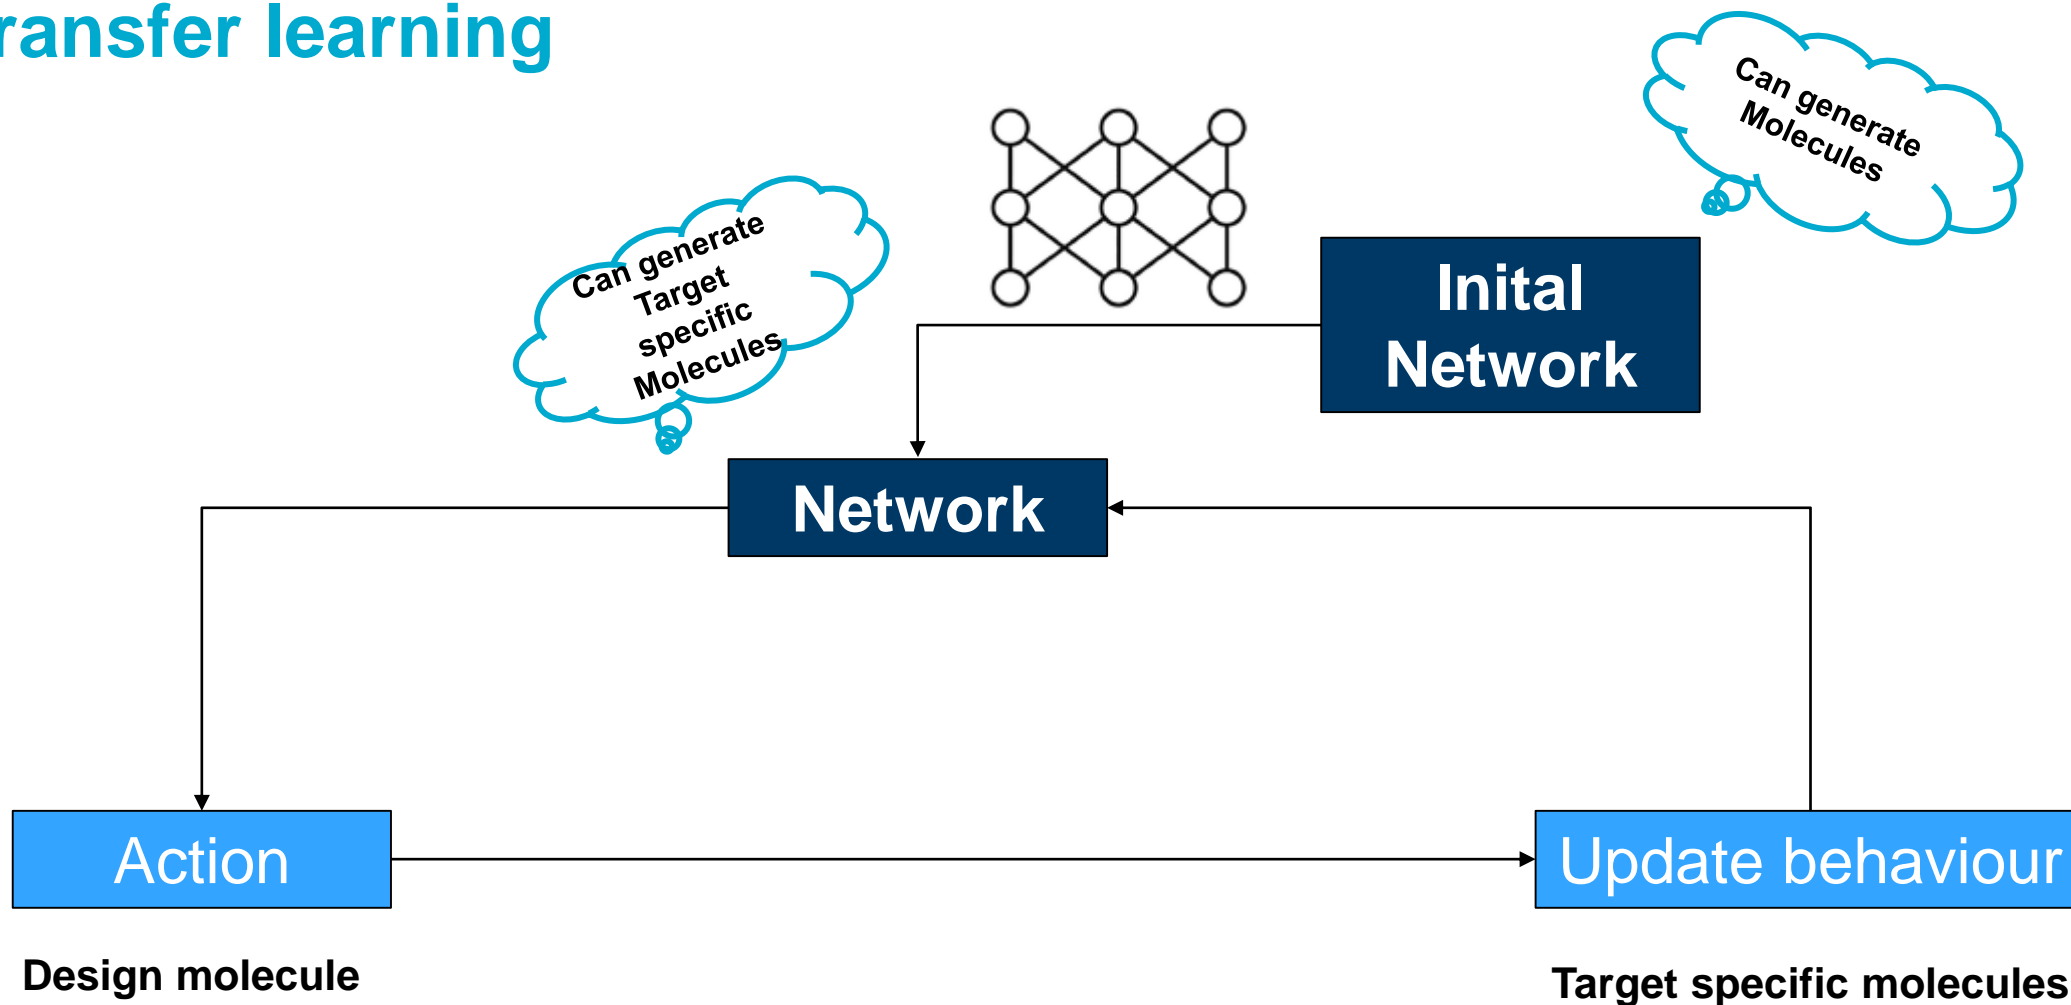 ransfer learning
Can generate
Molecules
Can generate
Target
specific
Molecules
Inital
Network
Network
Action
Update behaviour
Design molecule
Target specific molecules